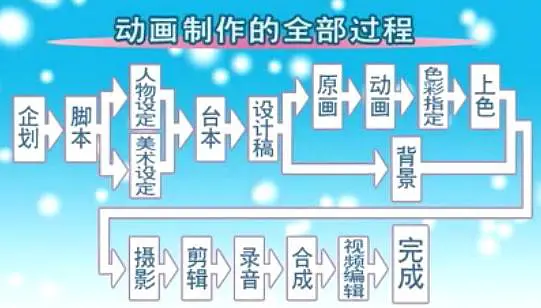 动画制作的全部过程
企划
脚本
人物设定
美术设定
台本
设计稿
原画
动画
色彩指定
上色
背景
摄影
剪辑
录音
合成
视频编辑
完成